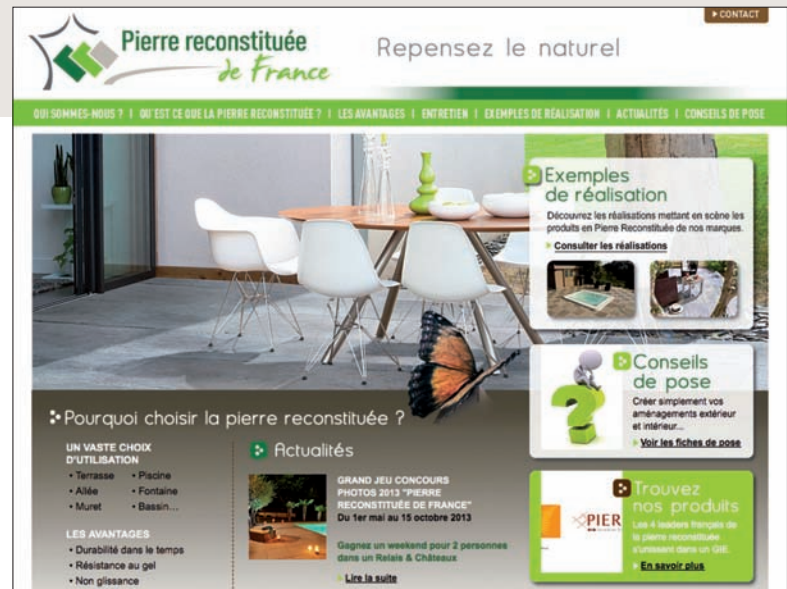 CONTACT
Pierre reconstituée
de France
Repensez le naturel
QUI SOMMES-NOUS ? I QU'EST CE QUE LA PIERRE RECONSTITUÉE ? I LES AVANTAGES I ENTRETIEN I EXEMPLES DE RÉALISATION I ACTUALITÉS I CONSEILS DE POSE
Exemples
de réalisation
Découvrez les réalisations mettant en scène les
produits en Pierre Reconstituée de nos marques.
Consulter les réalisations
Conseils
de pose
Créer simplement vos
aménagements extérieur
et intérieur...
Voir les fiches de pose
Pourquoi choisir la pierre reconstituée ?
UN VASTE CHOIX
D'UTILISATION
• Terrasse • Piscine
• Allée • Fontaine
• Muret • Bassin...
LES AVANTAGES
• Durabilité dans le temps
• Résistance au gel
• Non glissance
Actualités
GRAND JEU CONCOURS
PHOTOS 2013 "PIERRE
RECONSTITUÉE DE FRANCE"
Du 1er mai au 15 octobre 2013
Gagnez un weekend pour 2 personnes
dans un Relais & Châteaux
Lire la suite
Trouvez
nos produits
PIER
Les 4 leaders français de
la pierre reconstituée
s'unissent dans un GIE.
En savoir plus